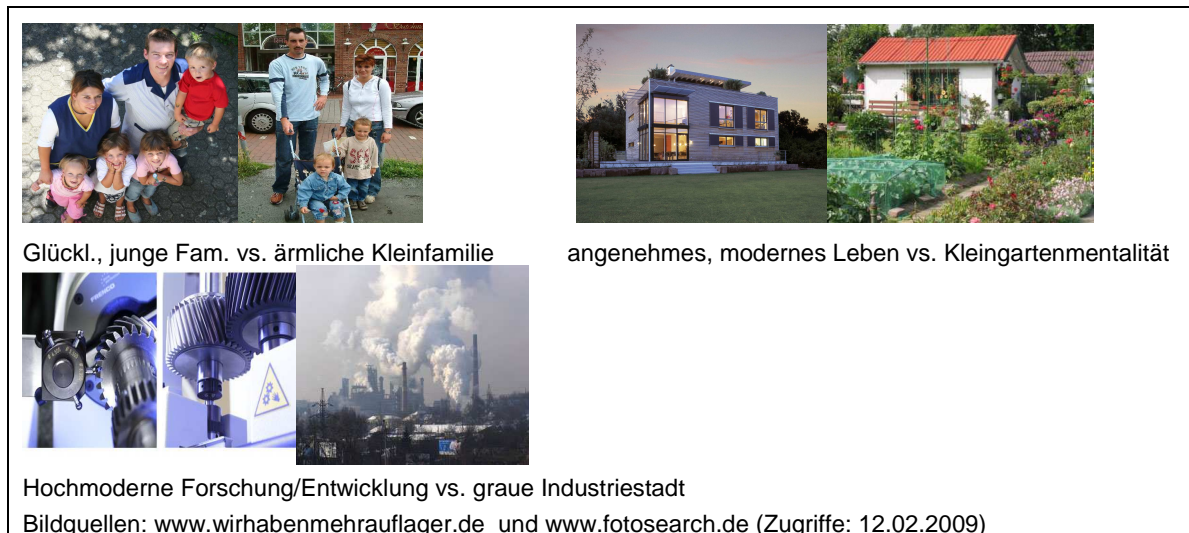 Glückl., junge Fam. vs. ärmliche Kleinfamilie
angenehmes, modernes Leben vs. Kleingartenmentalität
Hochmoderne Forschung/Entwicklung vs. graue Industriestadt
Bildquellen: www.wirhabenmehrauflager.de  und www.fotosearch.de (Zugriffe: 12.02.2009)